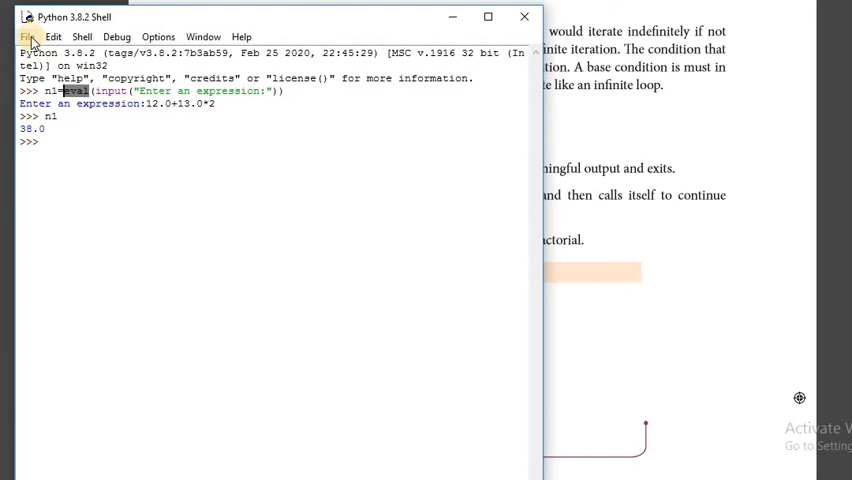 Python 3.8.2 Shell
File Edit Shell Debug Options Window Help
Python 3.8.2 (tags/v3.8.2:7b3ab59, Feb 25 2020, 22:45:29) [MSC v.1916 32 bit (In
tel)] on win32
Type "help", "copyright", "credits" or "license()" for more information.
>>> n1=eval(input("Enter an expression:"))
Enter an expression:12.0+13.0*2
>>> n1
38.0
>>>
would iterate indefinitely if not
inite iteration. The condition that
ition. A base condition is must in
te like an infinite loop.
ningful output and exits.
and then calls itself to continue
actorial.
Activate W
Go to Setting